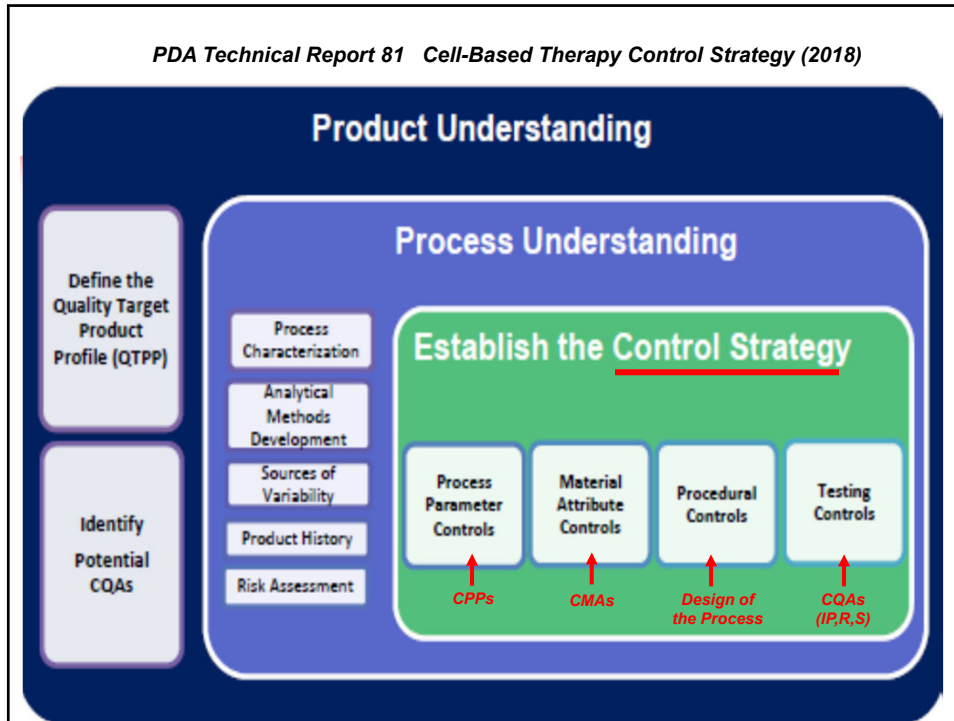 PDA Technical Report 81 Cell-Based Therapy Control Strategy (2018)
Product Understanding
Define the
Quality Target
Product
Profile (QTPP)
Identify
Potential
CQAs
Process Understanding
Process
Characterization
Analytical
Methods
Development
Sources of
Variability
Product History
Risk Assessment
Establish the Control Strategy
Process
Parameter
Controls
Material
Attribute
Controls
Procedural
Controls
Testing
Controls
CPPs
CMAs
Design of
the Process
CQAs
(IP,R,S)